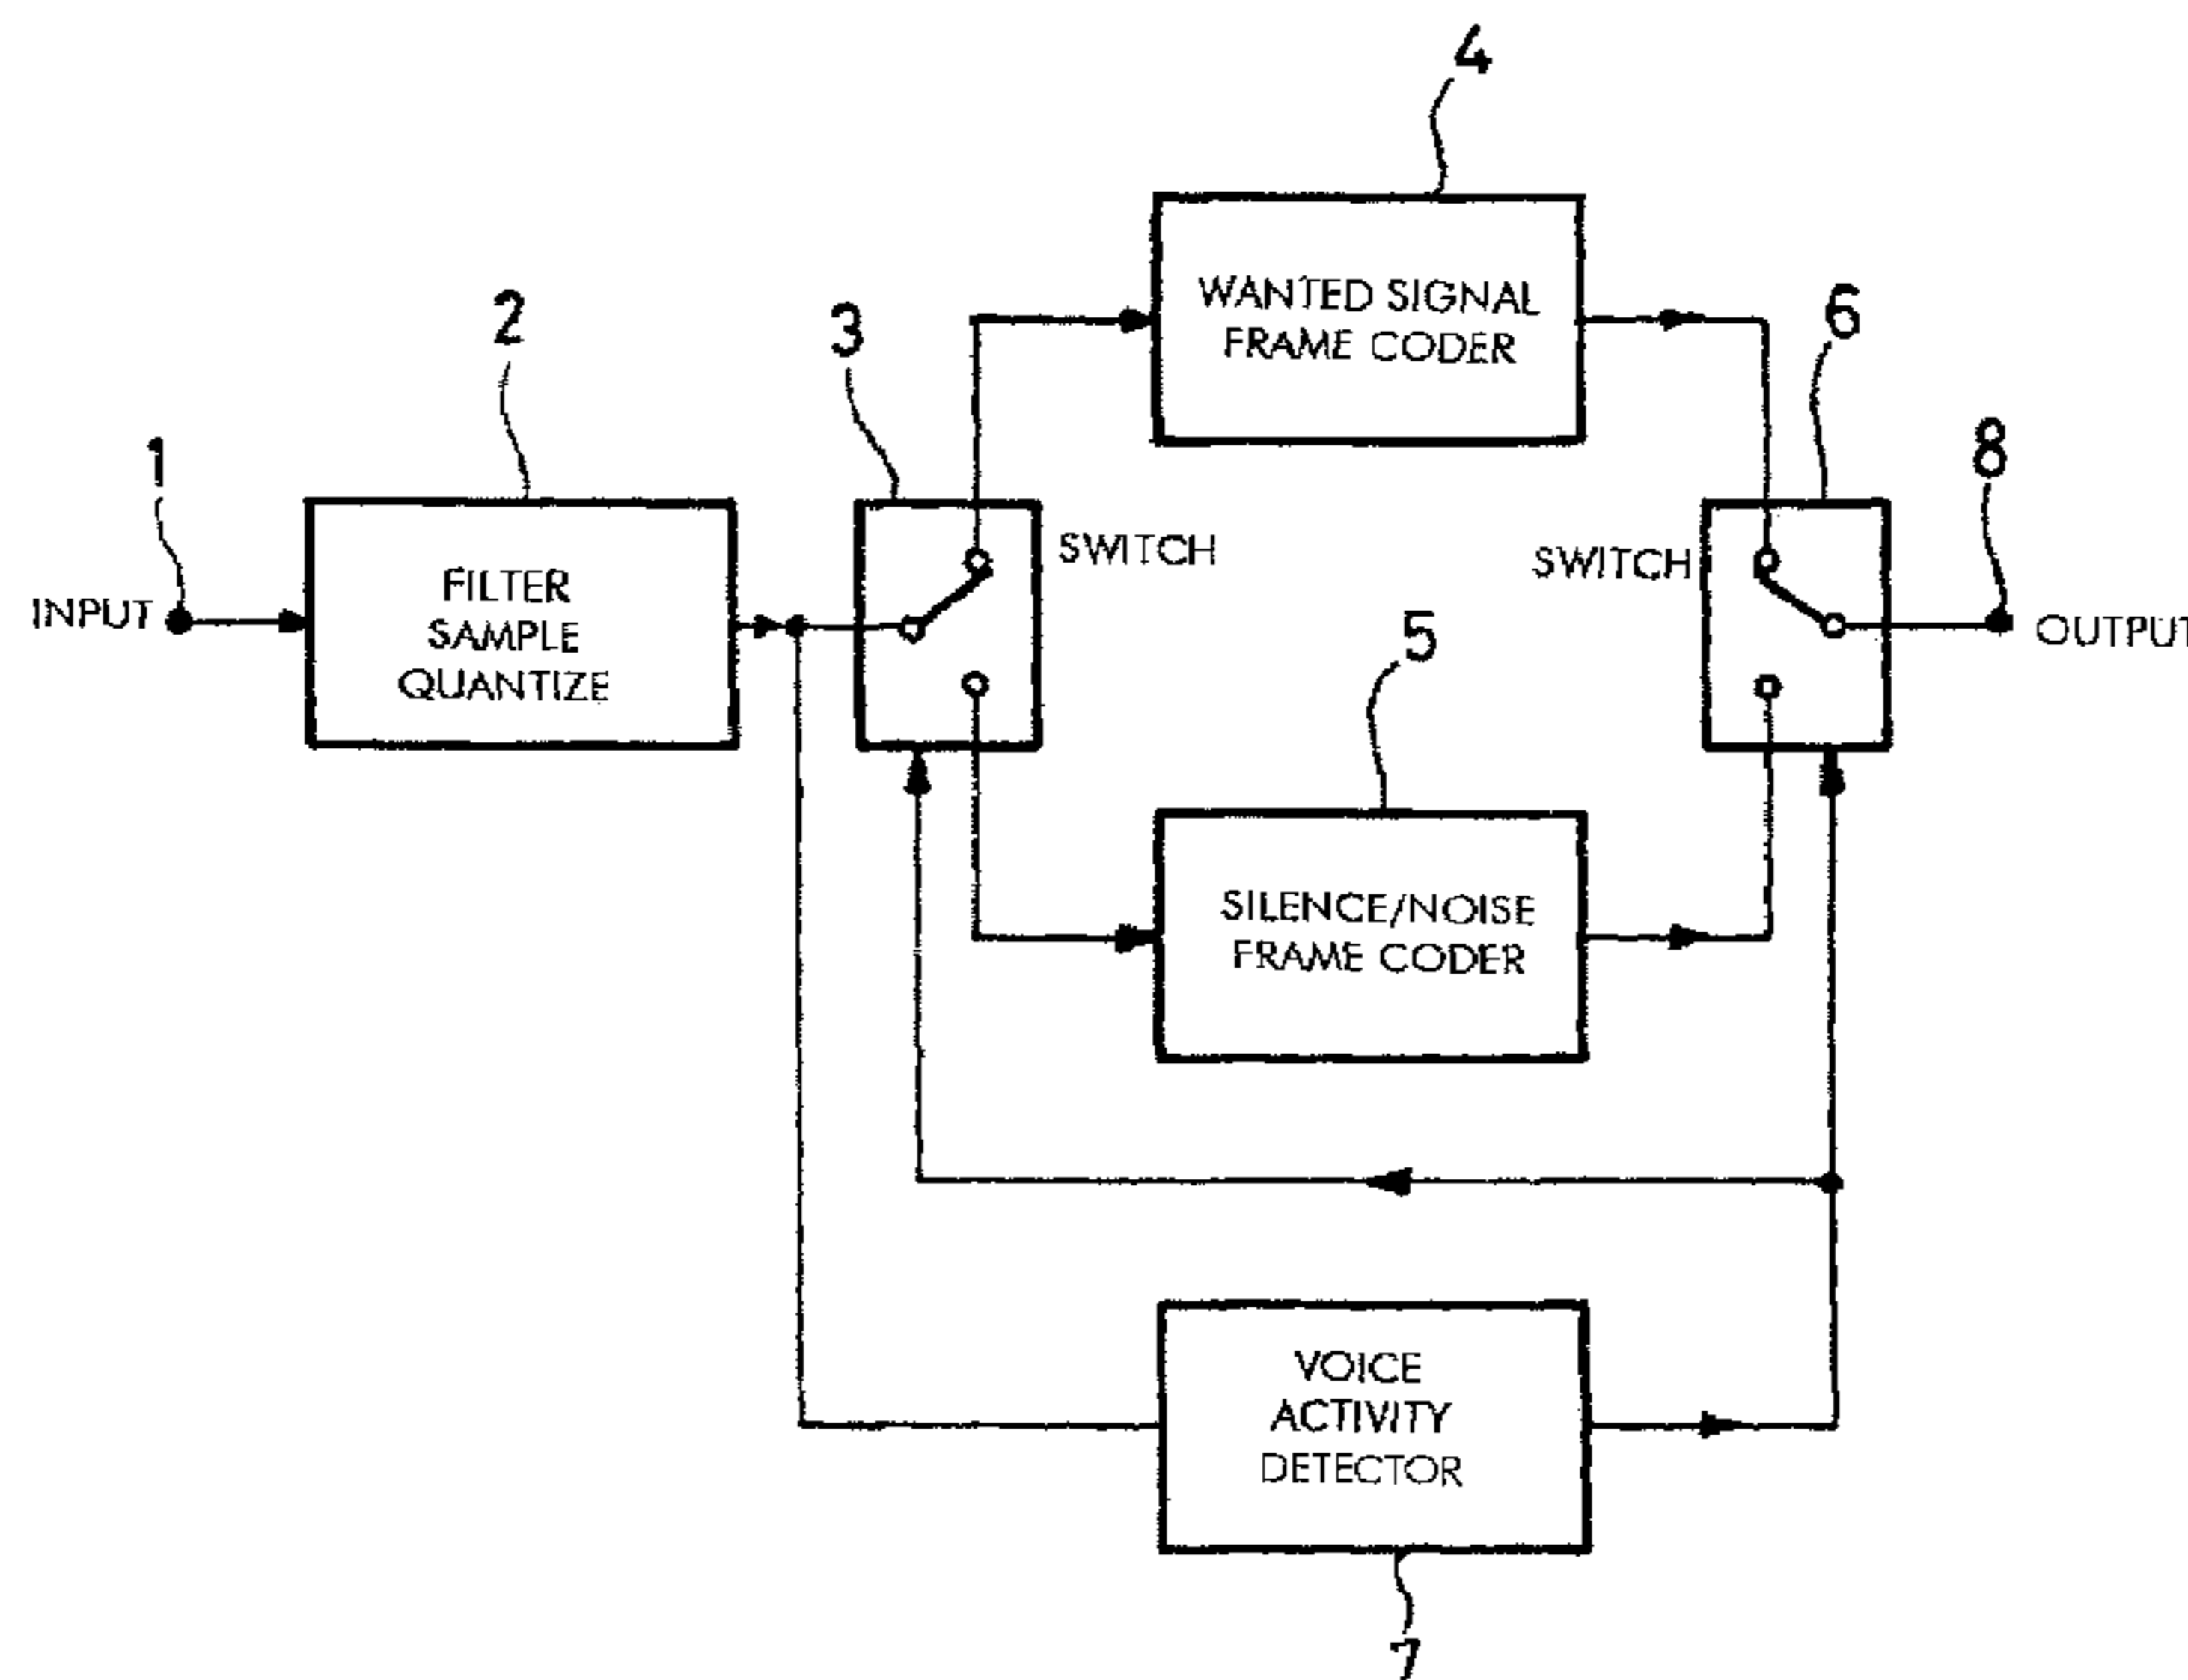 4
WANTED SIGNAL
FRAME CODER
2
3
6
1
8
INPUT
FILTER
SAMPLE
QUANTIZE
SWITCH
SWITCH
OUTPUT
5
SILENCE/NOISE
FRAME CODER
VOICE
ACTIVITY
DETECTOR
7